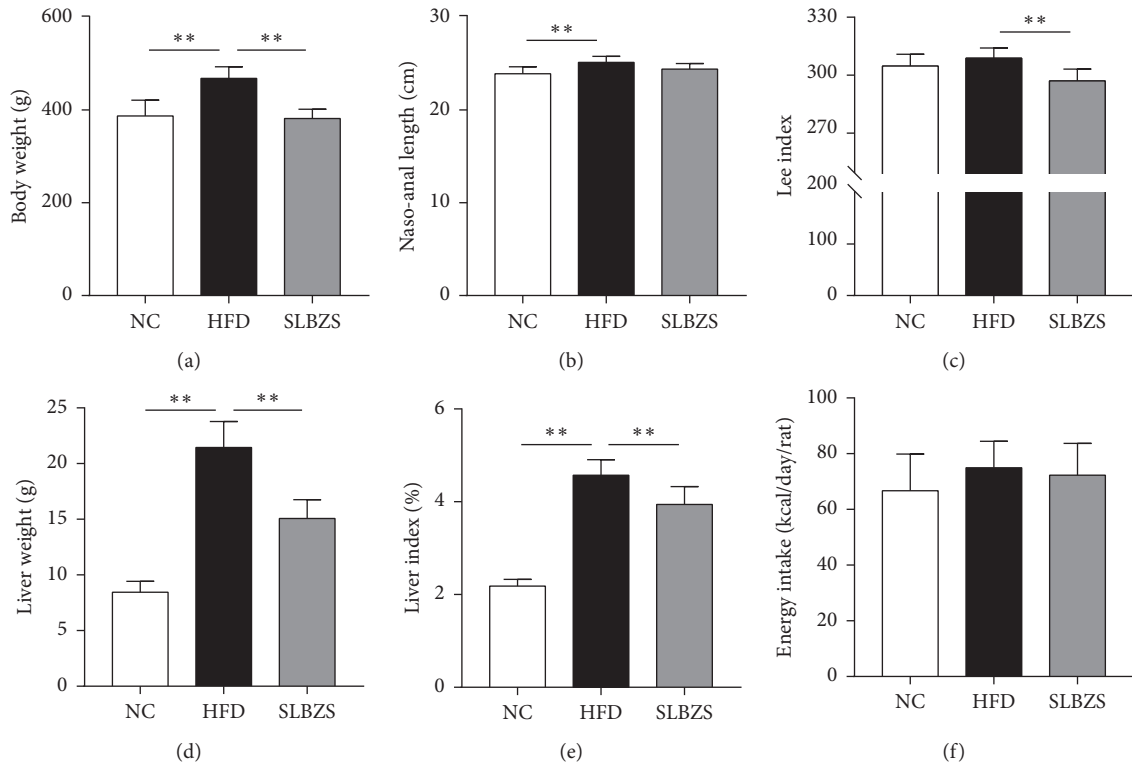 Body weight (g)
600
400
200
0
** **
NC HFD SLBZS
(a)
Naso-anal length (cm)
30
20
10
0
**
NC HFD SLBZS
(b)
Lee index
330
300
270
200
100
0
**
NC HFD SLBZS
(c)
Liver weight (g)
25
20
15
10
5
0
** **
NC HFD SLBZS
(d)
Liver index (%)
6
4
2
0
** **
NC HFD SLBZS
(e)
Energy intake (kcal/day/rat)
100
80
60
40
20
0
NC HFD SLBZS
(f)